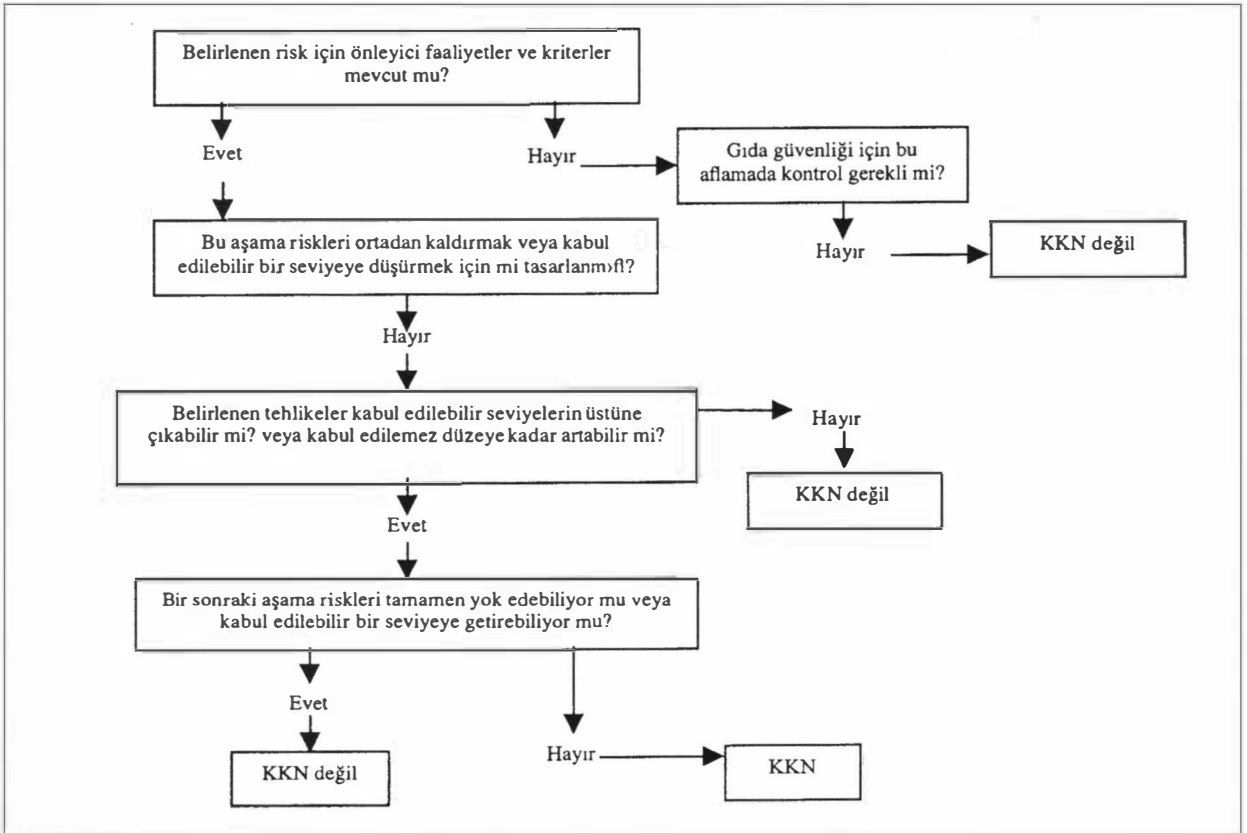 Belirlenen risk için önleyici faaliyetler ve kriterler
mevcut mu?
Evet
Hayır
Gıda güvenliği için bu
aflamada kontrol gerekli mi?
Hayır
KKN değil
Bu aşama riskleri ortadan kaldırmak veya kabul
edilebilir bir seviyeye düşürmek için mi tasarlanm›fl?
Hayır
Belirlenen tehlikeler kabul edilebilir seviyelerin üstüne
çıkabilir mi? veya kabul edilemez düzeye kadar artabilir mi?
Hayır
KKN değil
Evet
Bir sonraki aşama riskleri tamamen yok edebiliyor mu veya
kabul edilebilir bir seviyeye getirebiliyor mu?
Evet
KKN değil
Hayır
KKN